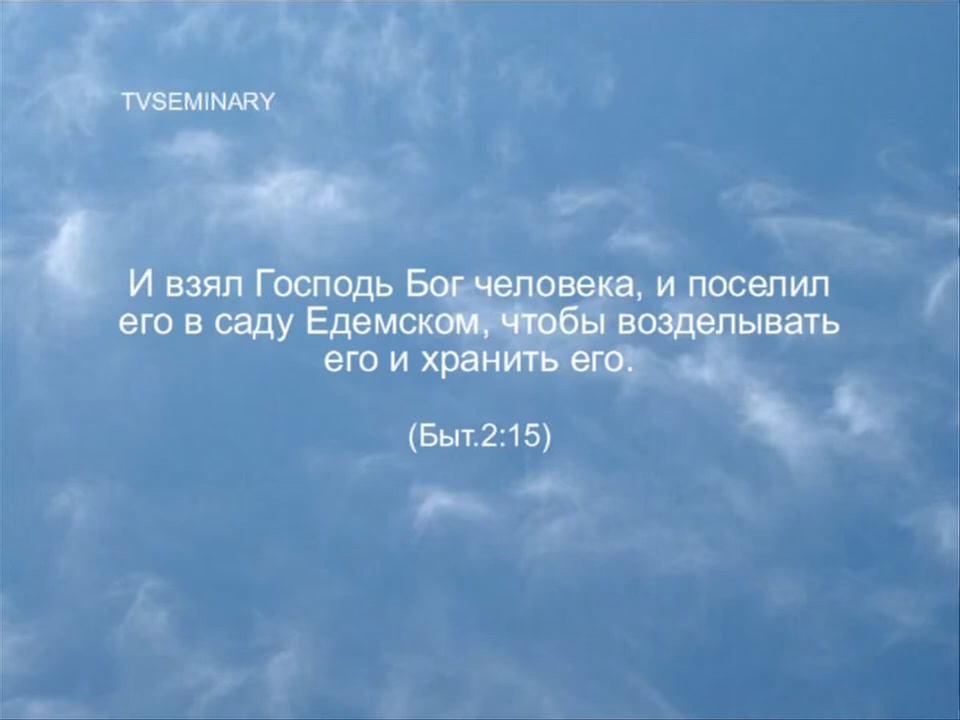 TVSEMINARY
И взял Господь Бог человека, и поселил
его в саду Едемском, чтобы возделывать
его и хранить его.
(Быт.2:15)